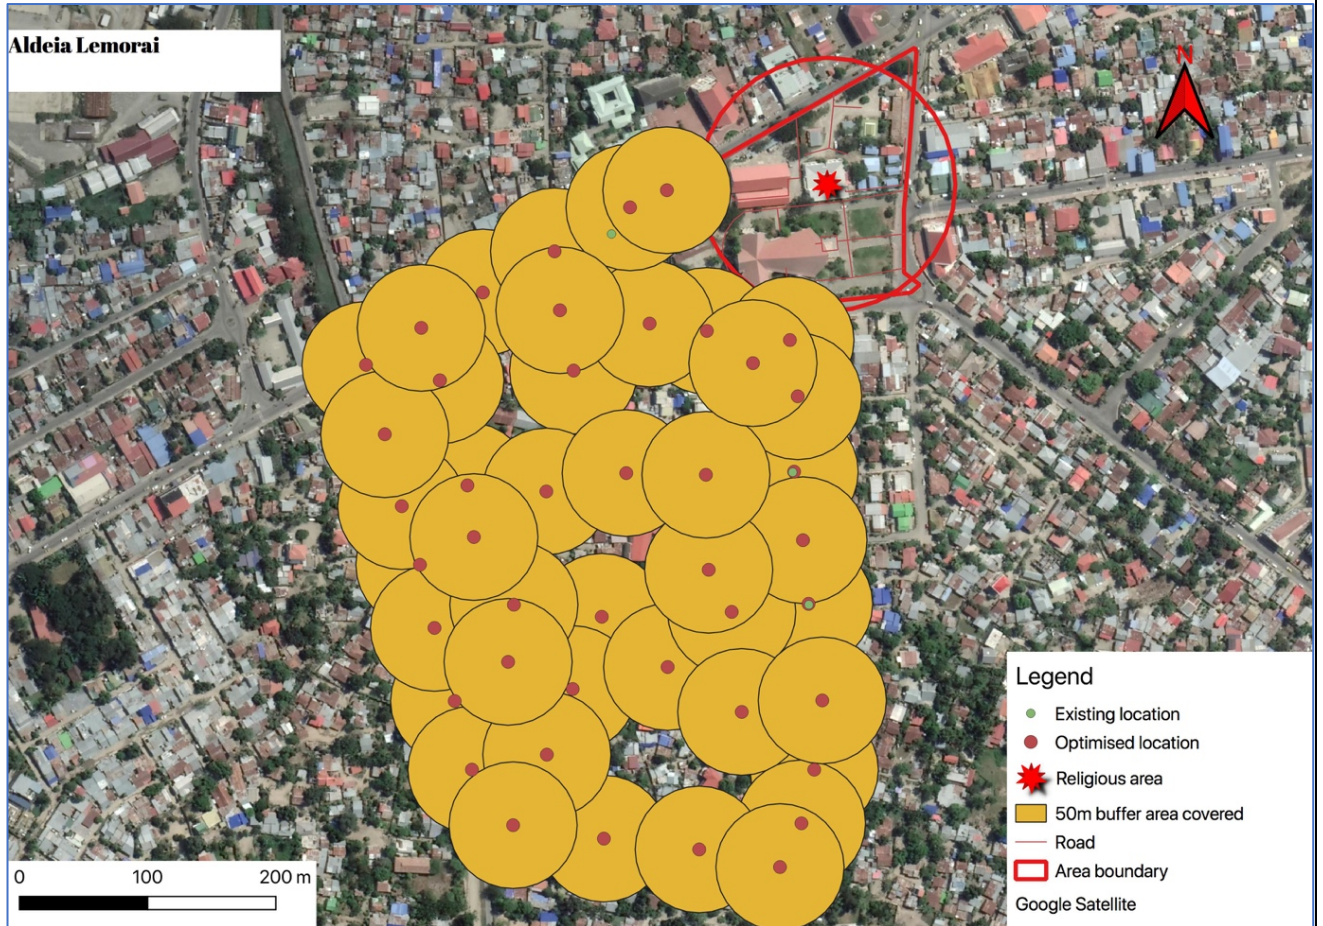 Aldeia Lemorai
N
Legend
Existing location
Optimised location
Religious area
50m buffer area covered
Road
Area boundary
Google Satellite
0 100 200 m